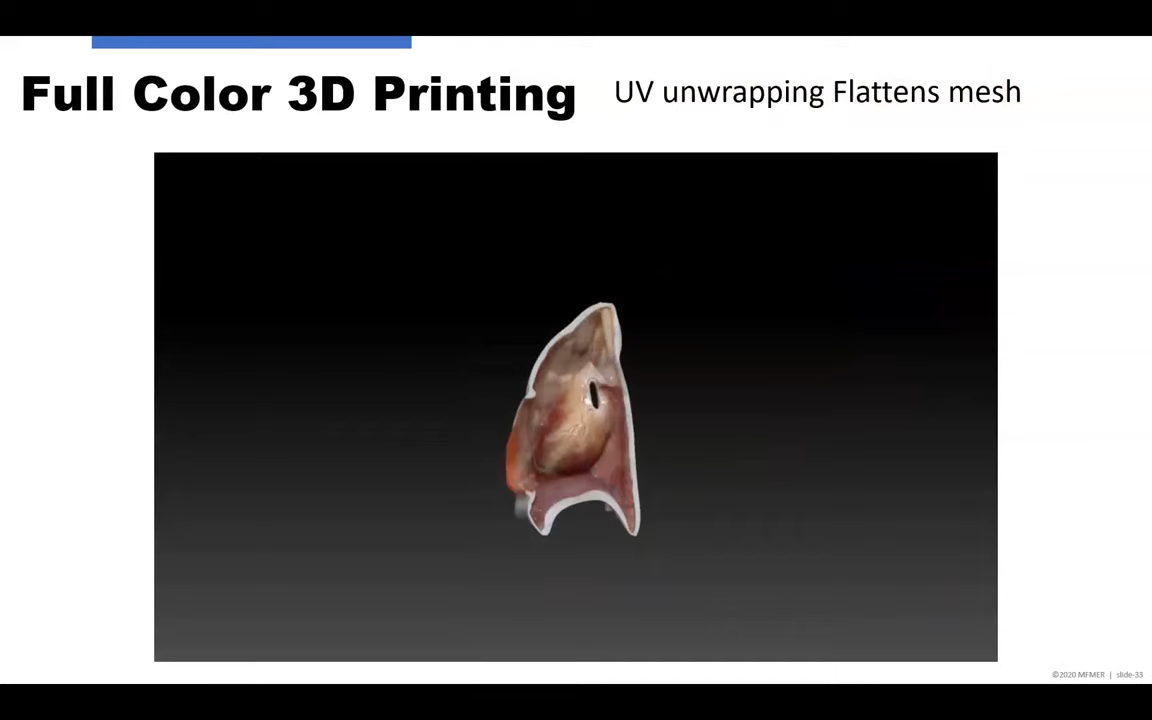 Full Color 3D Printing
UV unwrapping Flattens mesh
©2020 MFMER | slide-33